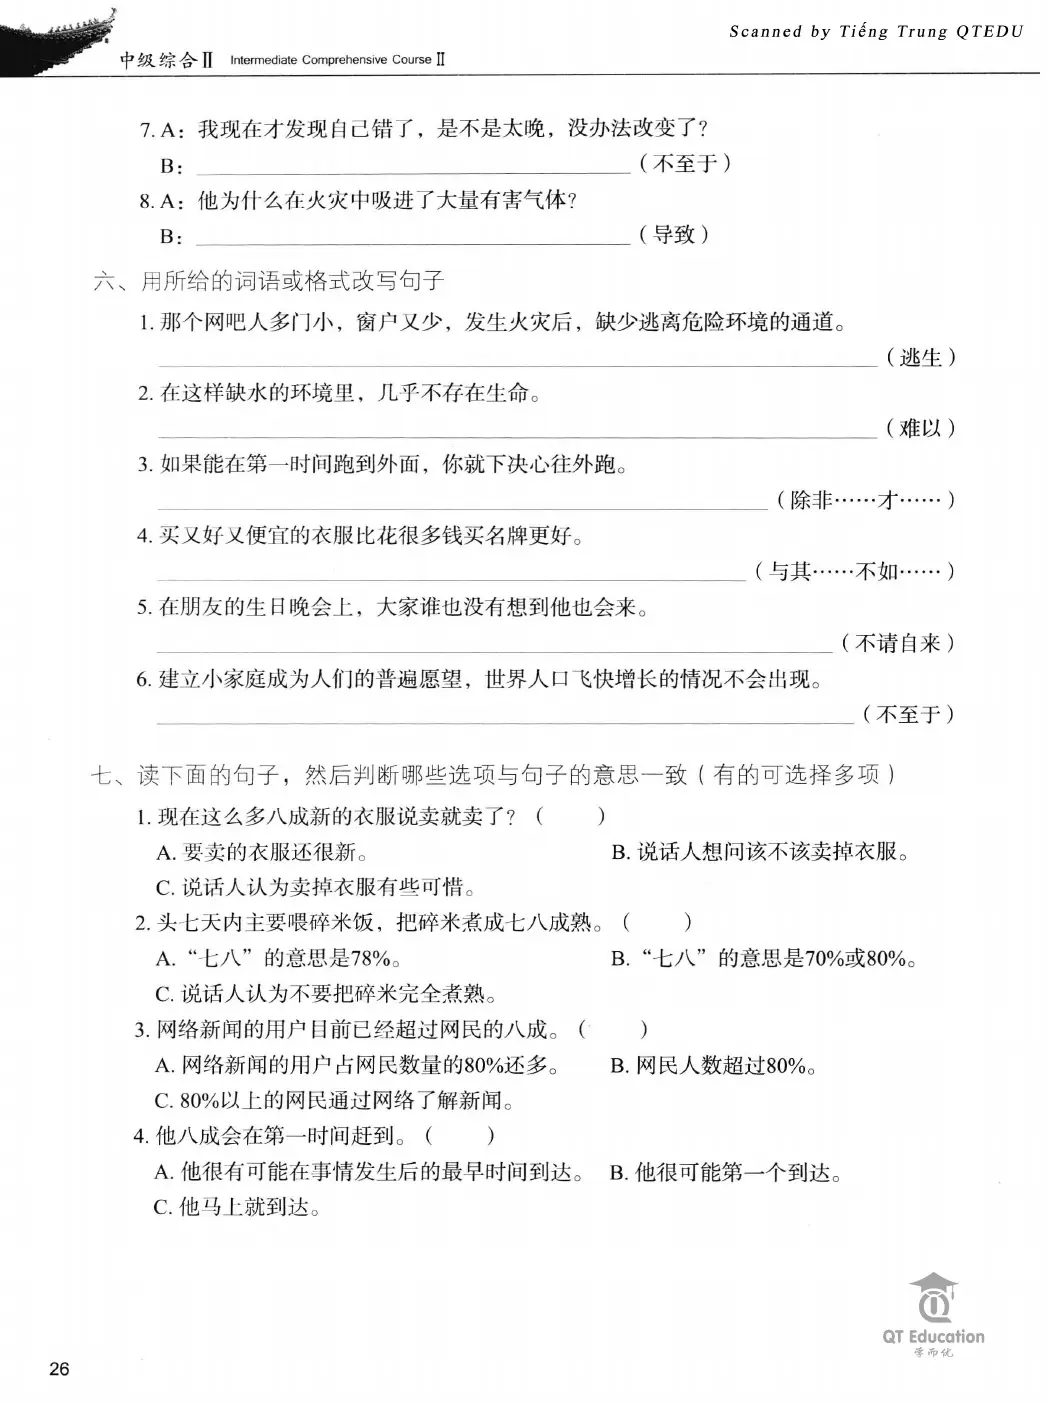 Scanned by Tiếng Trung QTEDU
中级综合Ⅱ Intermediate Comprehensive Course Ⅱ
7. A：我现在才发现自己错了，是不是太晚，没办法改变了？
B：____（不至于）
8. A：他为什么在火灾中吸进了大量有害气体？
B：____（导致）
六、用所给的词语或格式改写句子
1. 那个网吧人多门小，窗户又少，发生火灾后，缺少逃离危险环境的通道。
____（逃生）
2. 在这样缺水的环境里，几乎不存在生命。
____（难以）
3. 如果能在第一时间跑到外面，你就下决心往外跑。
____（除非……才……）
4. 买又好又便宜的衣服比花很多钱买名牌更好。
____（与其……不如……）
5. 在朋友的生日晚会上，大家谁也没有想到他也会来。
____（不请自来）
6. 建立小家庭成为人们的普遍愿望，世界人口飞快增长的情况不会出现。
____（不至于）
七、读下面的句子，然后判断哪些选项与句子的意思一致（有的可选择多项）
1. 现在这么多八成新的衣服说卖就卖了？（　　）
A. 要卖的衣服还很新。 B. 说话人想问该不该卖掉衣服。
C. 说话人认为卖掉衣服有些可惜。
2. 头七天内主要喂碎米饭，把碎米煮成七八成熟。（　　）
A. “七八”的意思是78%。 B. “七八”的意思是70%或80%。
C. 说话人认为不要把碎米完全煮熟。
3. 网络新闻的用户目前已经超过网民的八成。（　　）
A. 网络新闻的用户占网民数量的80%还多。 B. 网民人数超过80%。
C. 80%以上的网民通过网络了解新闻。
4. 他八成会在第一时间赶到。（　　）
A. 他很有可能在事情发生后的最早时间到达。 B. 他很可能第一个到达。
C. 他马上就到达。
QT Education
学而优
26